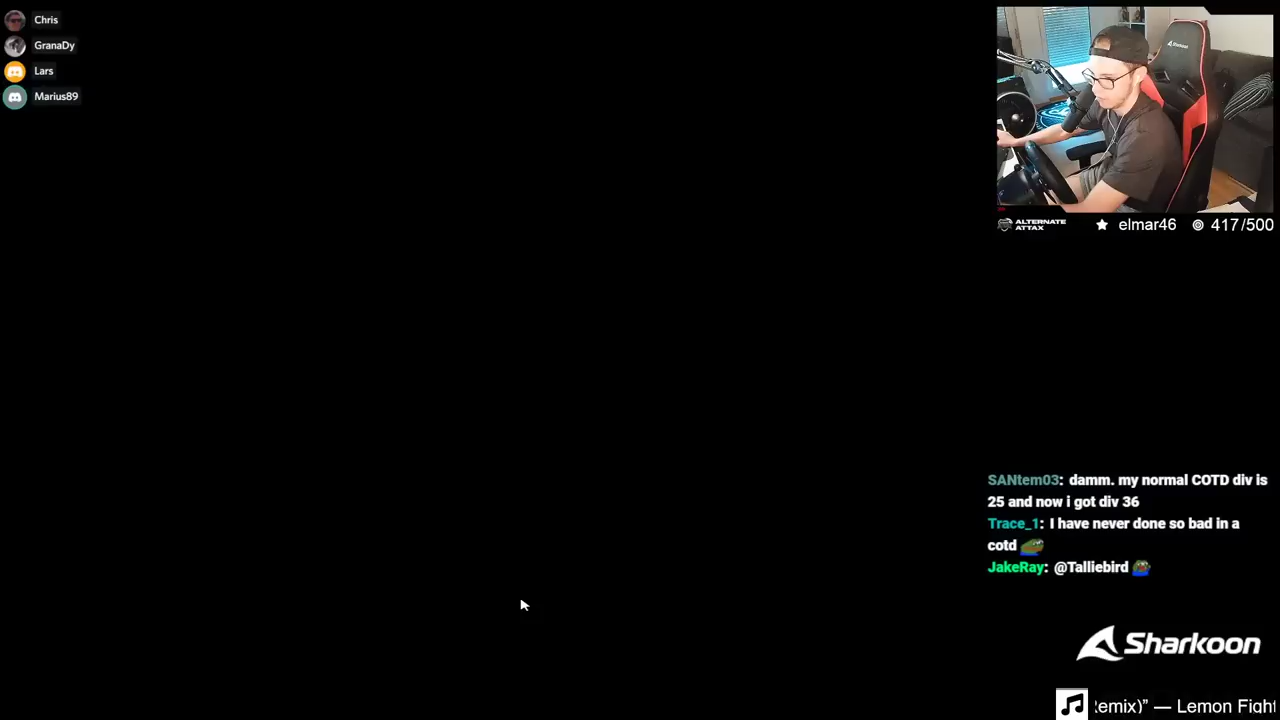 Chris
GranaDy
Lars
Marius89
Sharkoon
ALTERNATE
ATTAX
elmar46
417/500
SANtem03: damm. my normal COTD div is
25 and now i got div 36
Trace_1: I have never done so bad in a
cotd
JakeRay: @Talliebird
Sharkoon
emix)” — Lemon Fight